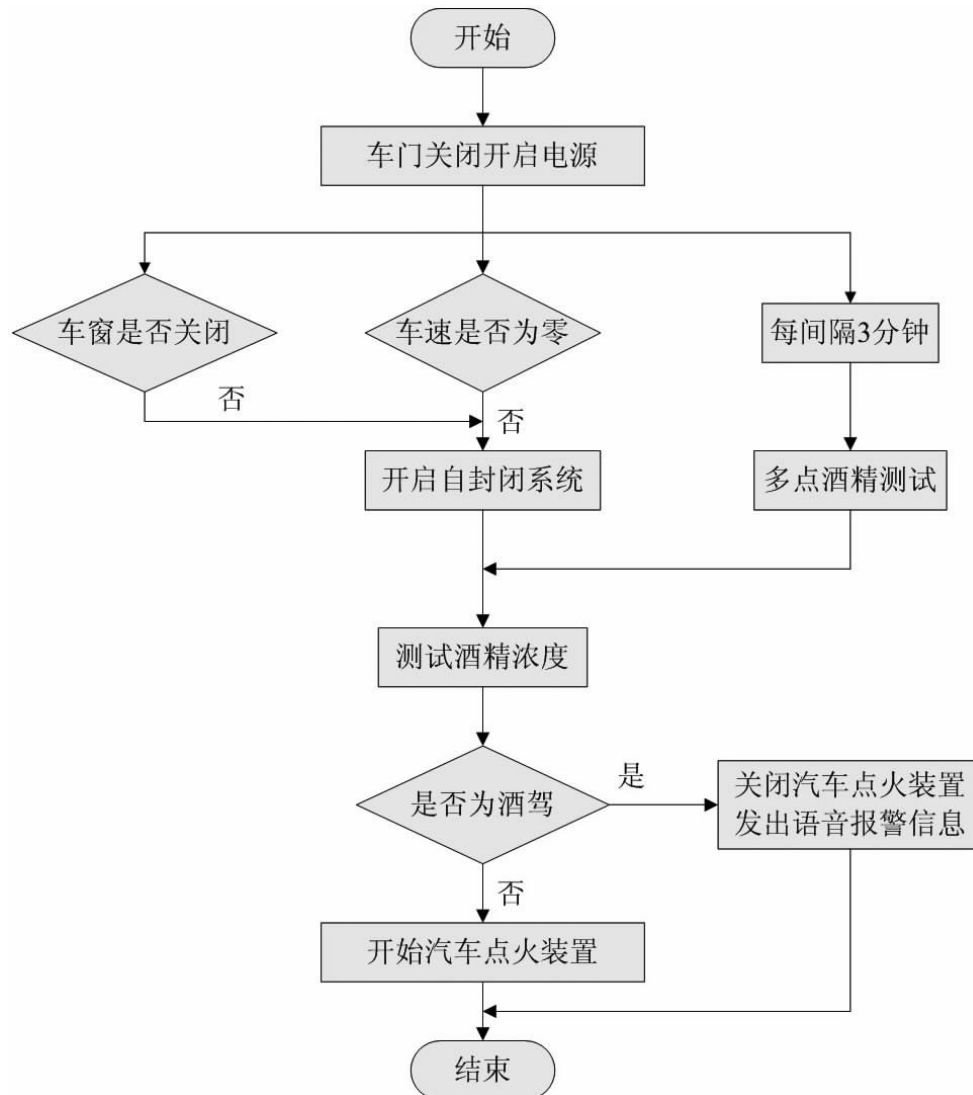 开始
车门关闭开启电源
车窗是否关闭
车速是否为零
每间隔3分钟
否
否
开启自封闭系统
多点酒精测试
测试酒精浓度
是否为酒驾
是
关闭汽车点火装置
发出语音报警信息
否
开始汽车点火装置
结束